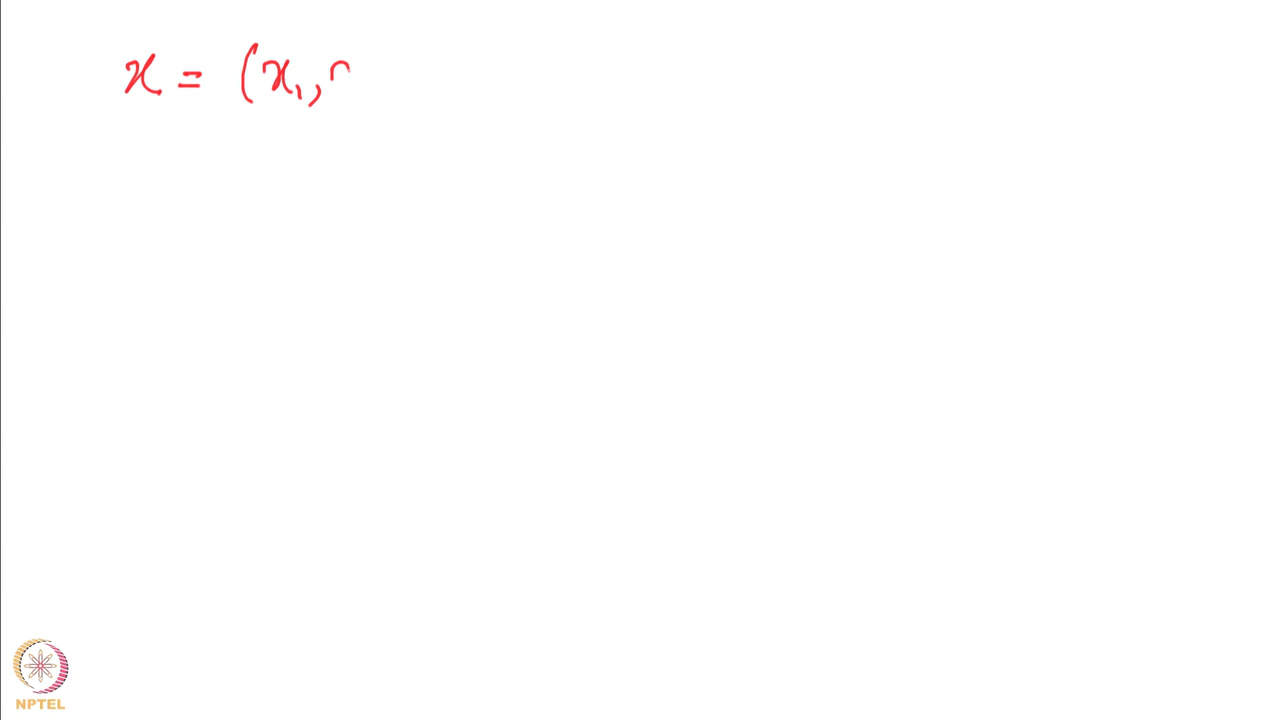 x = (x₁,
NPTEL